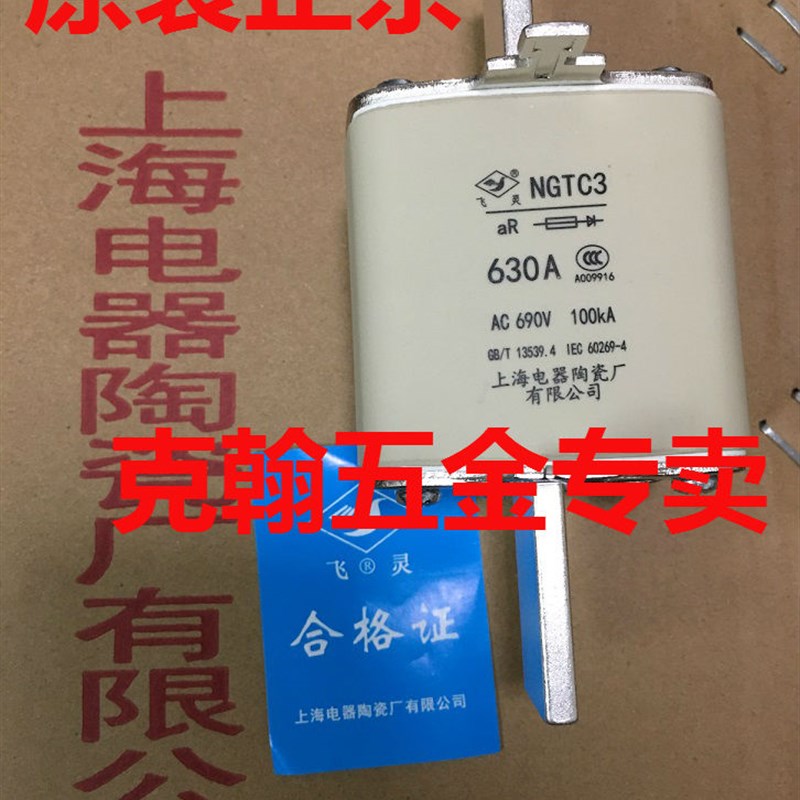 原装正宗
上海电器陶瓷厂有限公
飞 ® 灵
NGTC3
aR
630A
A009916
AC 690V 100kA
GB/T 13539.4 IEC 60269-4
上海电器陶瓷厂
有限公司
克翰五金专卖
飞 ® 灵
合格证
上海电器陶瓷厂有限公司